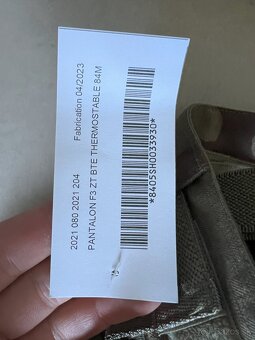 2021 080 2021 204 Fabrication 04/2023
PANTALON F3 ZT BTE THERMOSTABLE 84M
*8405SH0033930*